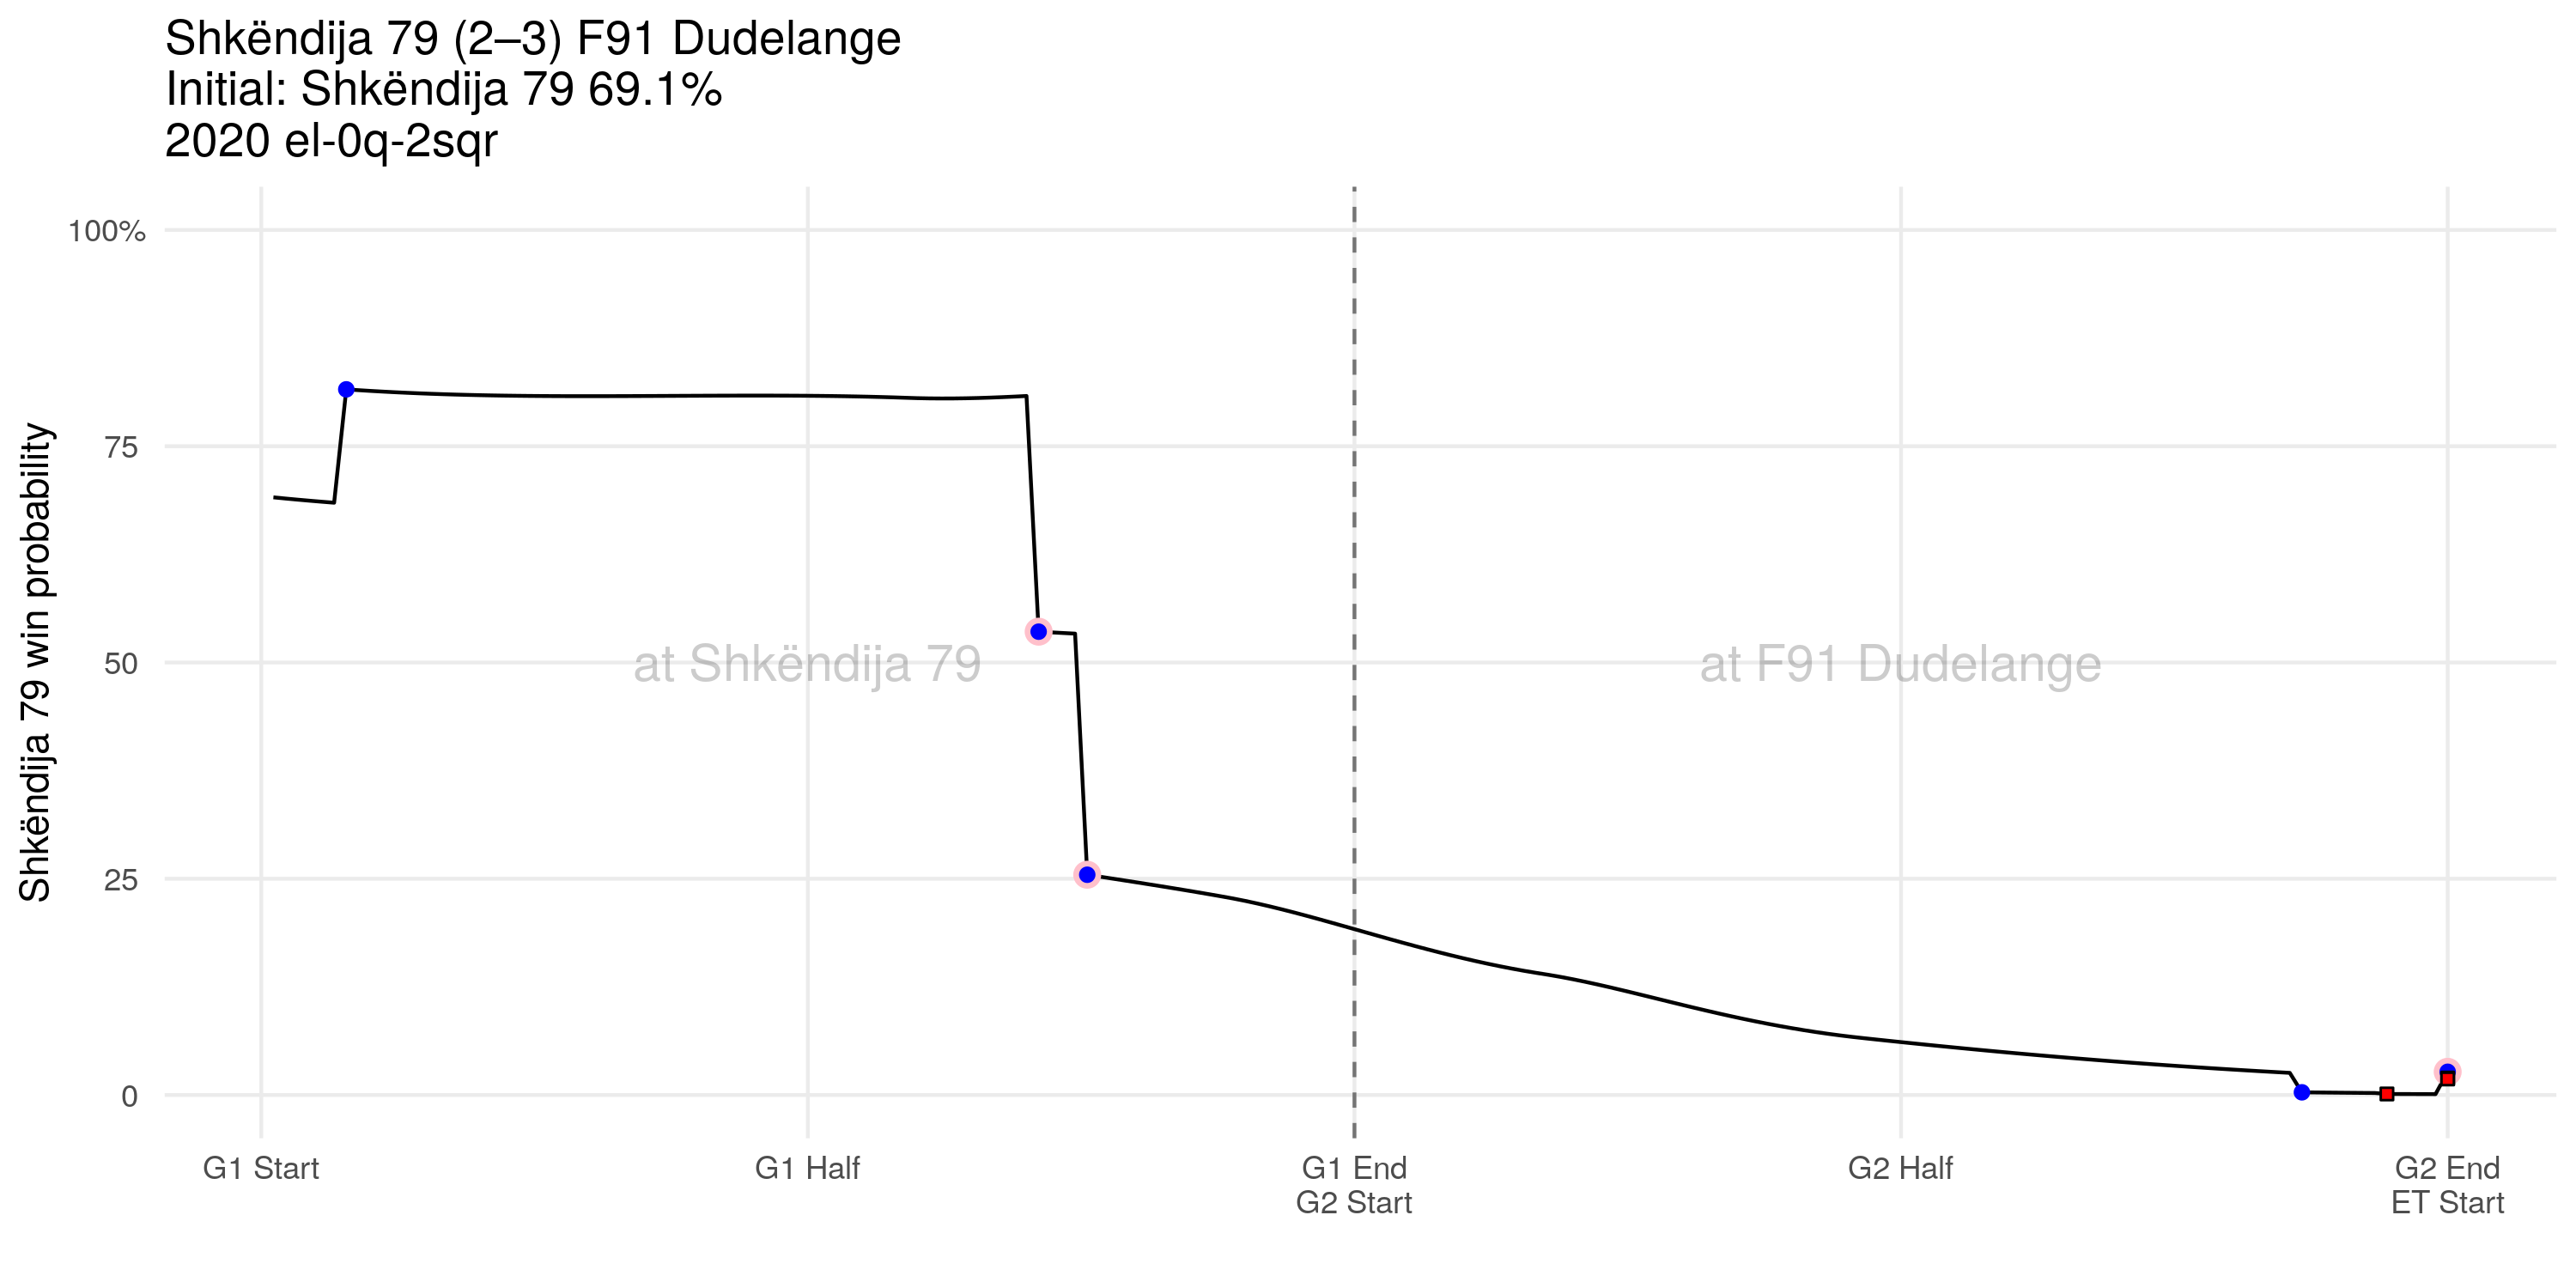 Shkëndija 79 (2–3) F91 Dudelange
Initial: Shkëndija 79 69.1%
2020 el-0q-2sqr
Shkëndija 79 win probability
100%
75
50
25
0
at Shkëndija 79
at F91 Dudelange
G1 Start
G1 Half
G1 End
G2 Start
G2 Half
G2 End
ET Start